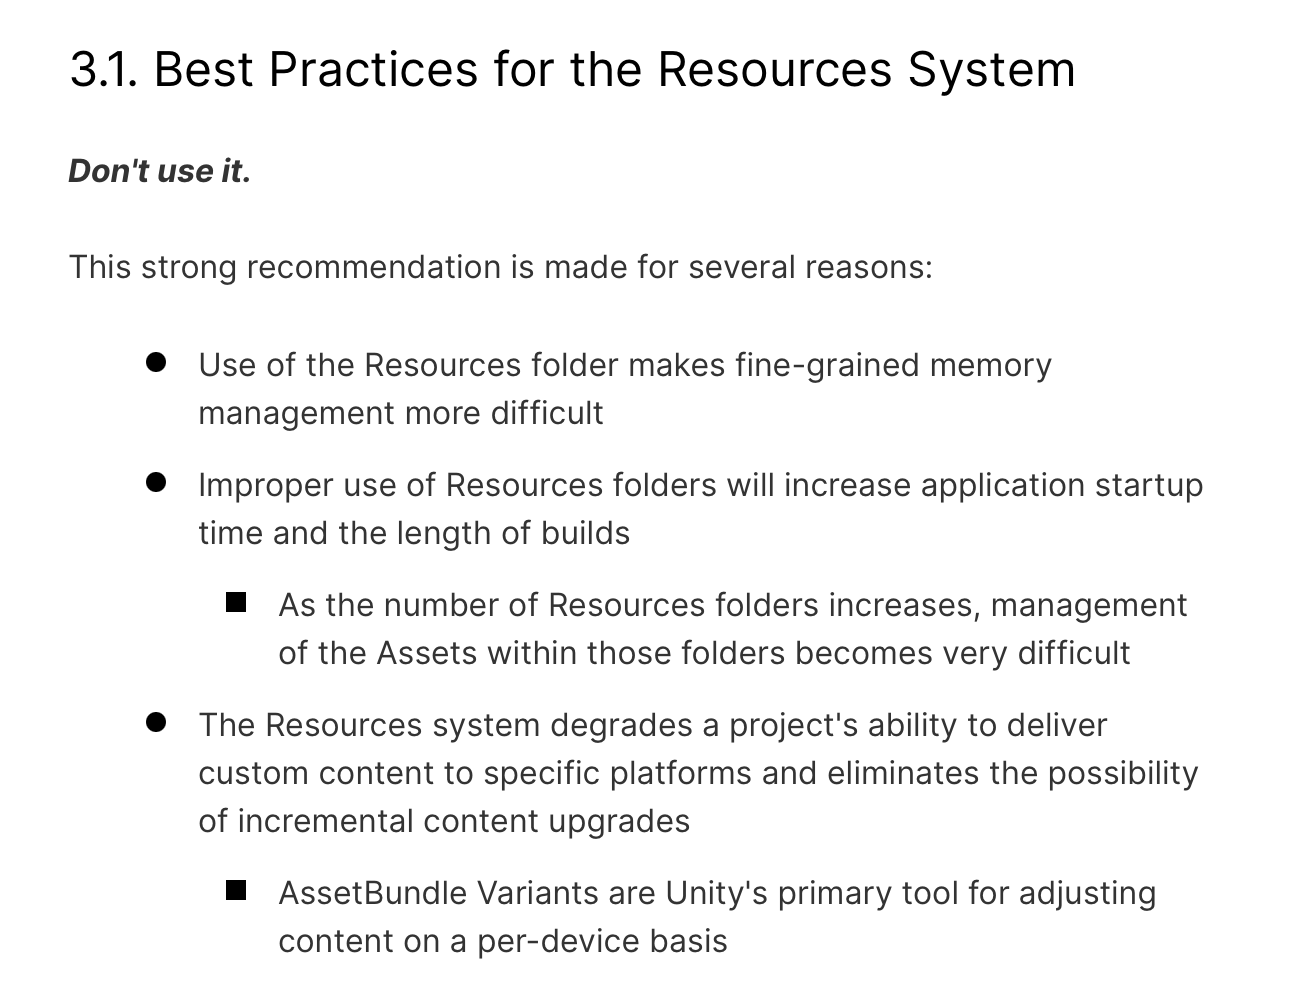 3.1. Best Practices for the Resources System
Don't use it.
This strong recommendation is made for several reasons:
Use of the Resources folder makes fine-grained memory
management more difficult
Improper use of Resources folders will increase application startup
time and the length of builds
As the number of Resources folders increases, management
of the Assets within those folders becomes very difficult
The Resources system degrades a project's ability to deliver
custom content to specific platforms and eliminates the possibility
of incremental content upgrades
AssetBundle Variants are Unity's primary tool for adjusting
content on a per-device basis